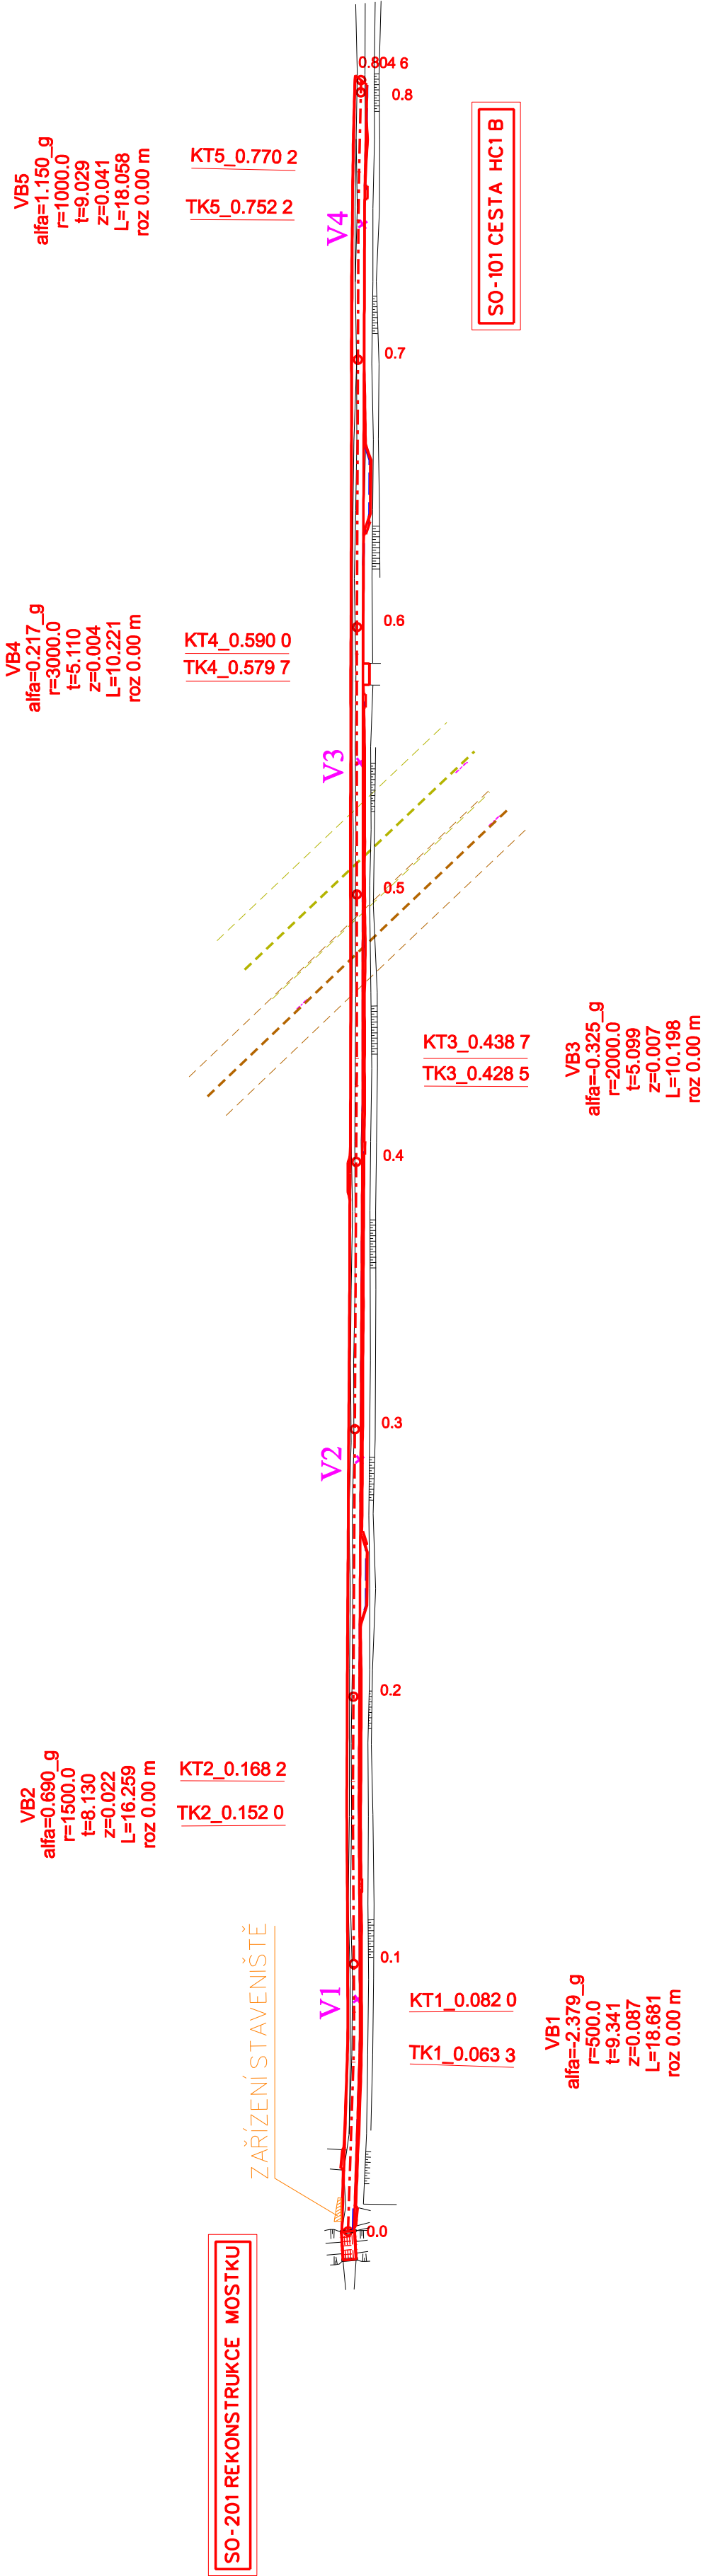 0.804 6
0.8
VB5
alfa=1.150_g
r=1000.0
t=9.029
z=0.041
L=18.058
roz 0.00 m
KT5_0.770 2
TK5_0.752 2
V4
SO-101 CESTA HC1 B
0.7
VB4
alfa=0.217_g
r=3000.0
t=5.110
z=0.004
L=10.221
roz 0.00 m
KT4_0.590 0
TK4_0.579 7
0.6
V3
0.5
KT3_0.438 7
TK3_0.428 5
VB3
alfa=-0.325_g
r=2000.0
t=5.099
z=0.007
L=10.198
roz 0.00 m
0.4
0.3
V2
0.2
VB2
alfa=0.690_g
r=1500.0
t=8.130
z=0.022
L=16.259
roz 0.00 m
KT2_0.168 2
TK2_0.152 0
ZAŘÍZENÍ STAVENIŠTĚ
0.1
V1
KT1_0.082 0
TK1_0.063 3
VB1
alfa=-2.379_g
r=500.0
t=9.341
z=0.087
L=18.681
roz 0.00 m
0.0
SO-201 REKONSTRUKCE MOSTKU